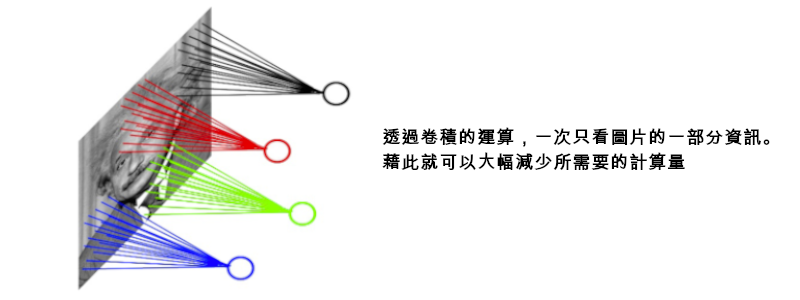 透過卷積的運算，一次只看圖片的一部分資訊。
藉此就可以大幅減少所需要的計算量